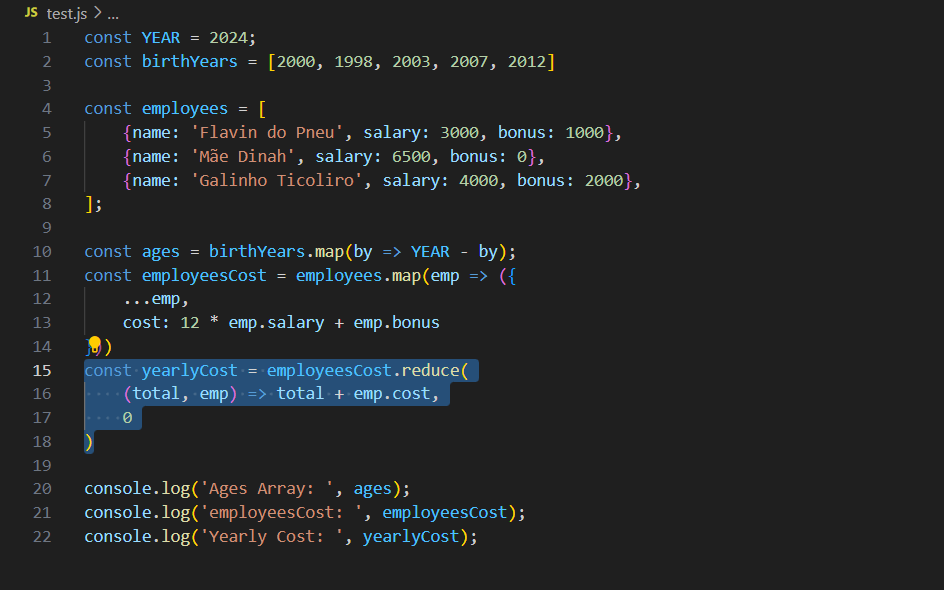 JS test.js > ...
1 const YEAR = 2024;
2 const birthYears = [2000, 1998, 2003, 2007, 2012]
3
4 const employees = [
5     {name: 'Flavin do Pneu', salary: 3000, bonus: 1000},
6     {name: 'Mãe Dinah', salary: 6500, bonus: 0},
7     {name: 'Galinho Ticoliro', salary: 4000, bonus: 2000},
8 ];
9
10 const ages = birthYears.map(by => YEAR - by);
11 const employeesCost = employees.map(emp => ({
12     ...emp,
13     cost: 12 * emp.salary + emp.bonus
14 }))
15 const yearlyCost = employeesCost.reduce(
16     (total, emp) => total + emp.cost,
17     0
18 )
19
20 console.log('Ages Array: ', ages);
21 console.log('employeesCost: ', employeesCost);
22 console.log('Yearly Cost: ', yearlyCost);